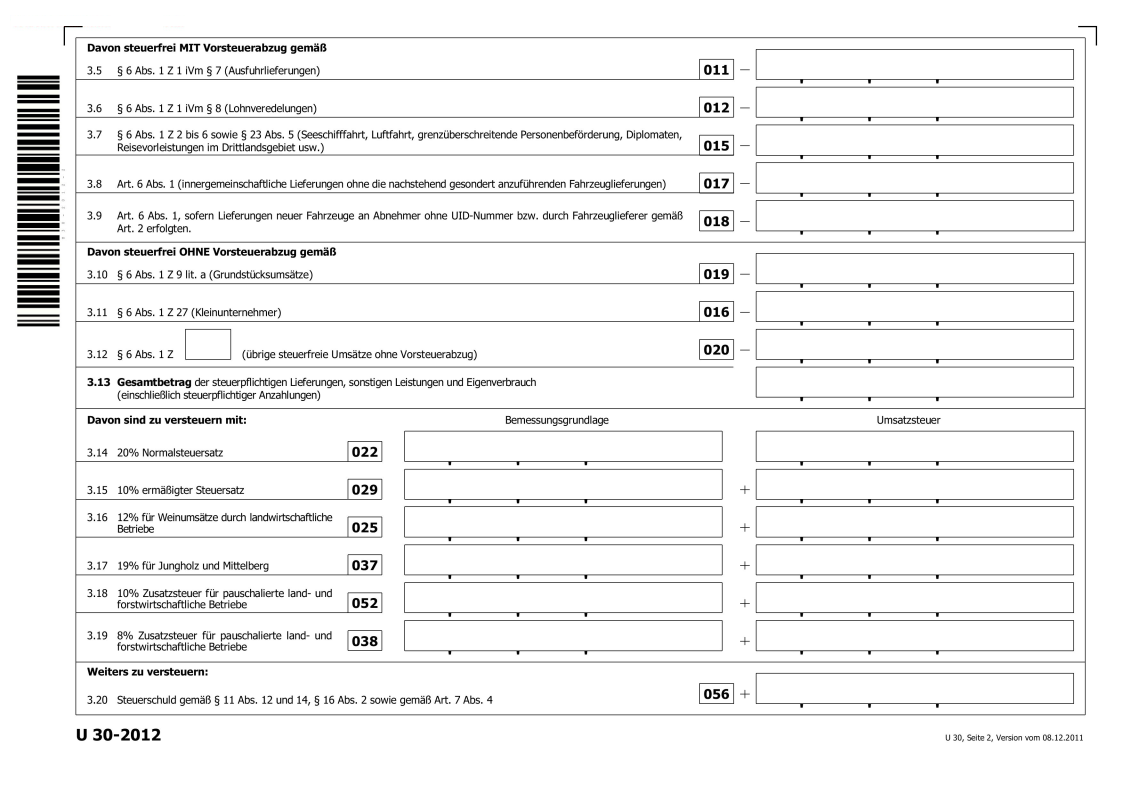 Davon steuerfrei MIT Vorsteuerabzug gemäß
3.5 § 6 Abs. 1 Z 1 iVm § 7 (Ausfuhrlieferungen) 011 –
3.6 § 6 Abs. 1 Z 1 iVm § 8 (Lohnveredelungen) 012 –
3.7 § 6 Abs. 1 Z 2 bis 6 sowie § 23 Abs. 5 (Seeschifffahrt, Luftfahrt, grenzüberschreitende Personenbeförderung, Diplomaten,
Reisevorleistungen im Drittlandsgebiet usw.) 015 –
3.8 Art. 6 Abs. 1 (innergemeinschaftliche Lieferungen ohne die nachstehend gesondert anzuführenden Fahrzeuglieferungen) 017 –
3.9 Art. 6 Abs. 1, sofern Lieferungen neuer Fahrzeuge an Abnehmer ohne UID-Nummer bzw. durch Fahrzeuglieferer gemäß
Art. 2 erfolgten. 018 –
Davon steuerfrei OHNE Vorsteuerabzug gemäß
3.10 § 6 Abs. 1 Z 9 lit. a (Grundstücksumsätze) 019 –
3.11 § 6 Abs. 1 Z 27 (Kleinunternehmer) 016 –
3.12 § 6 Abs. 1 Z (übrige steuerfreie Umsätze ohne Vorsteuerabzug) 020 –
3.13 Gesamtbetrag der steuerpflichtigen Lieferungen, sonstigen Leistungen und Eigenverbrauch
(einschließlich steuerpflichtiger Anzahlungen)
Davon sind zu versteuern mit: Bemessungsgrundlage Umsatzsteuer
3.14 20% Normalsteuersatz 022
3.15 10% ermäßigter Steuersatz 029 +
3.16 12% für Weinumsätze durch landwirtschaftliche
Betriebe 025 +
3.17 19% für Jungholz und Mittelberg 037 +
3.18 10% Zusatzsteuer für pauschalierte land- und
forstwirtschaftliche Betriebe 052 +
3.19 8% Zusatzsteuer für pauschalierte land- und
forstwirtschaftliche Betriebe 038 +
Weiters zu versteuern:
3.20 Steuerschuld gemäß § 11 Abs. 12 und 14, § 16 Abs. 2 sowie gemäß Art. 7 Abs. 4 056 +
U 30-2012
U 30, Seite 2, Version vom 08.12.2011